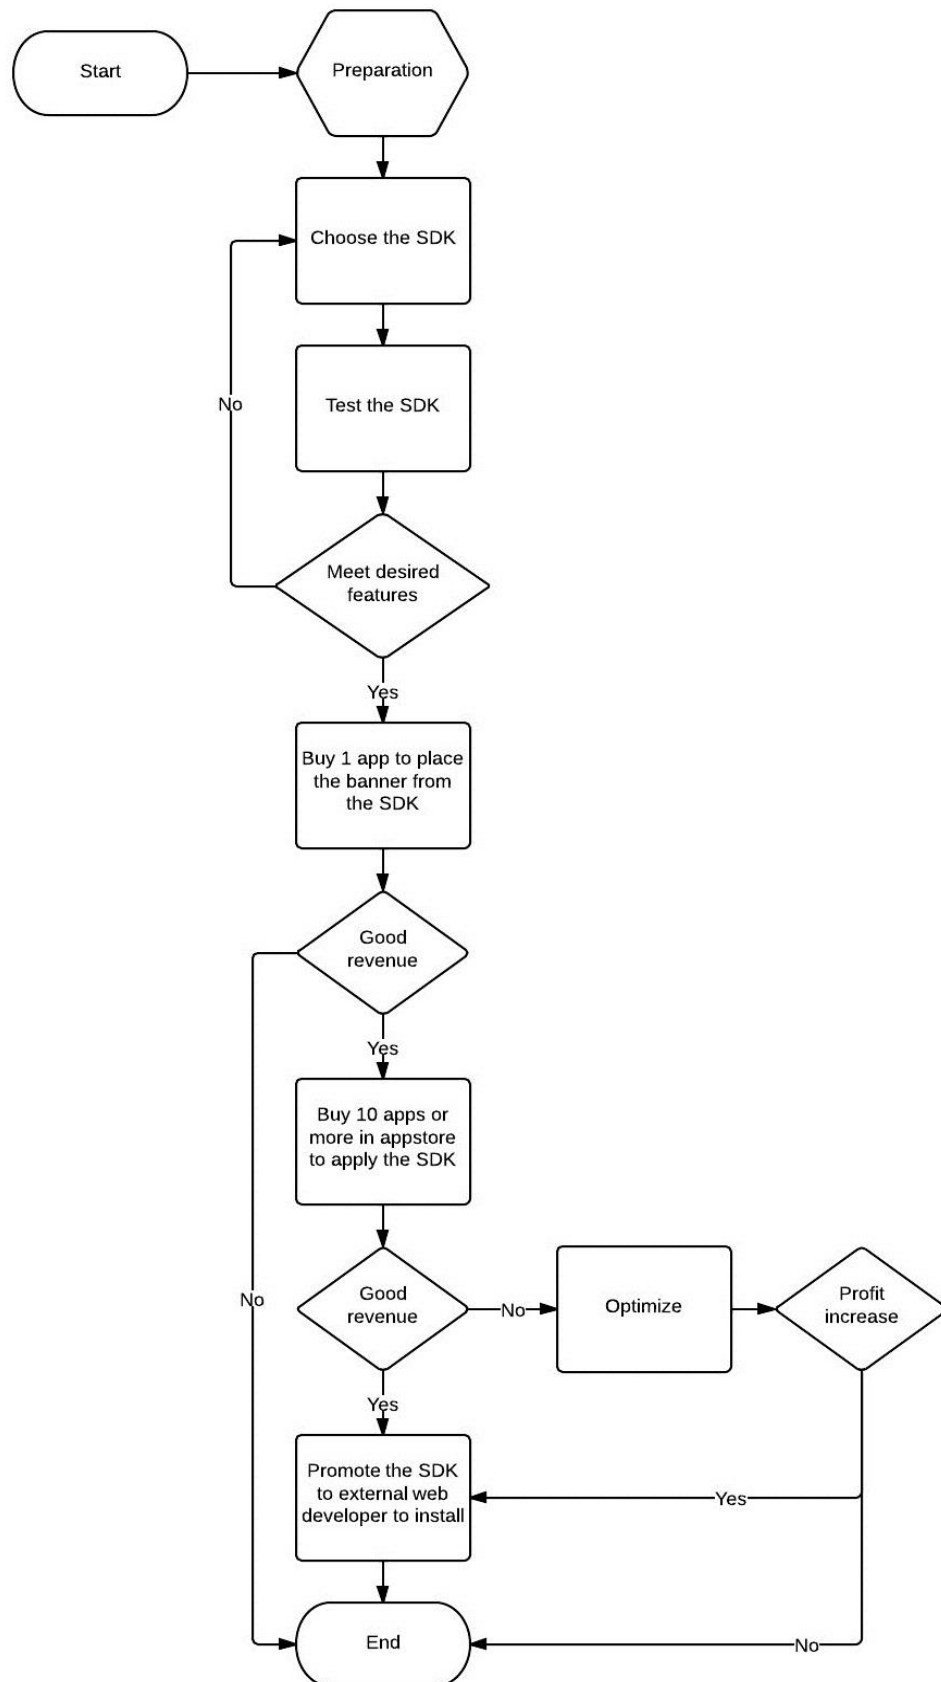 Start
Preparation
Choose the SDK
No
Test the SDK
Meet desired
features
Yes
Buy 1 app to place
the banner from
the SDK
Good
revenue
Yes
Buy 10 apps or
more in appstore
to apply the SDK
No
Good
revenue
No
Optimize
Profit
increase
Yes
Promote the SDK
to external web
developer to install
Yes
End
No